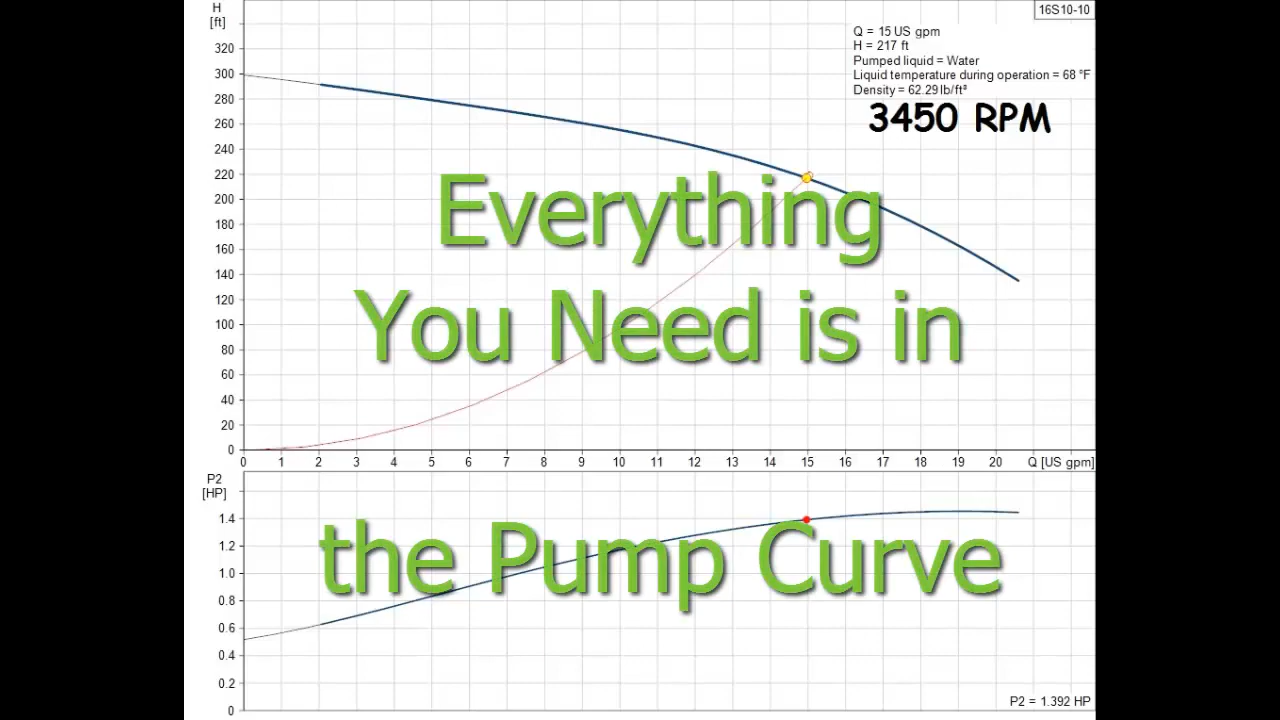 H
[ft]
16S10-10
Q = 15 US gpm
H = 217 ft
Pumped liquid = Water
Liquid temperature during operation = 68 °F
Density = 62.29 lb/ft³
3450 RPM
320
300
280
260
240
220
200
180
160
140
120
100
80
60
40
20
0
Everything
You Need is in
0 1 2 3 4 5 6 7 8 9 10 11 12 13 14 15 16 17 18 19 20 Q [US gpm]
P2
[HP]
1.4
1.2
1.0
0.8
0.6
0.4
0.2
0
the Pump Curve
P2 = 1.392 HP